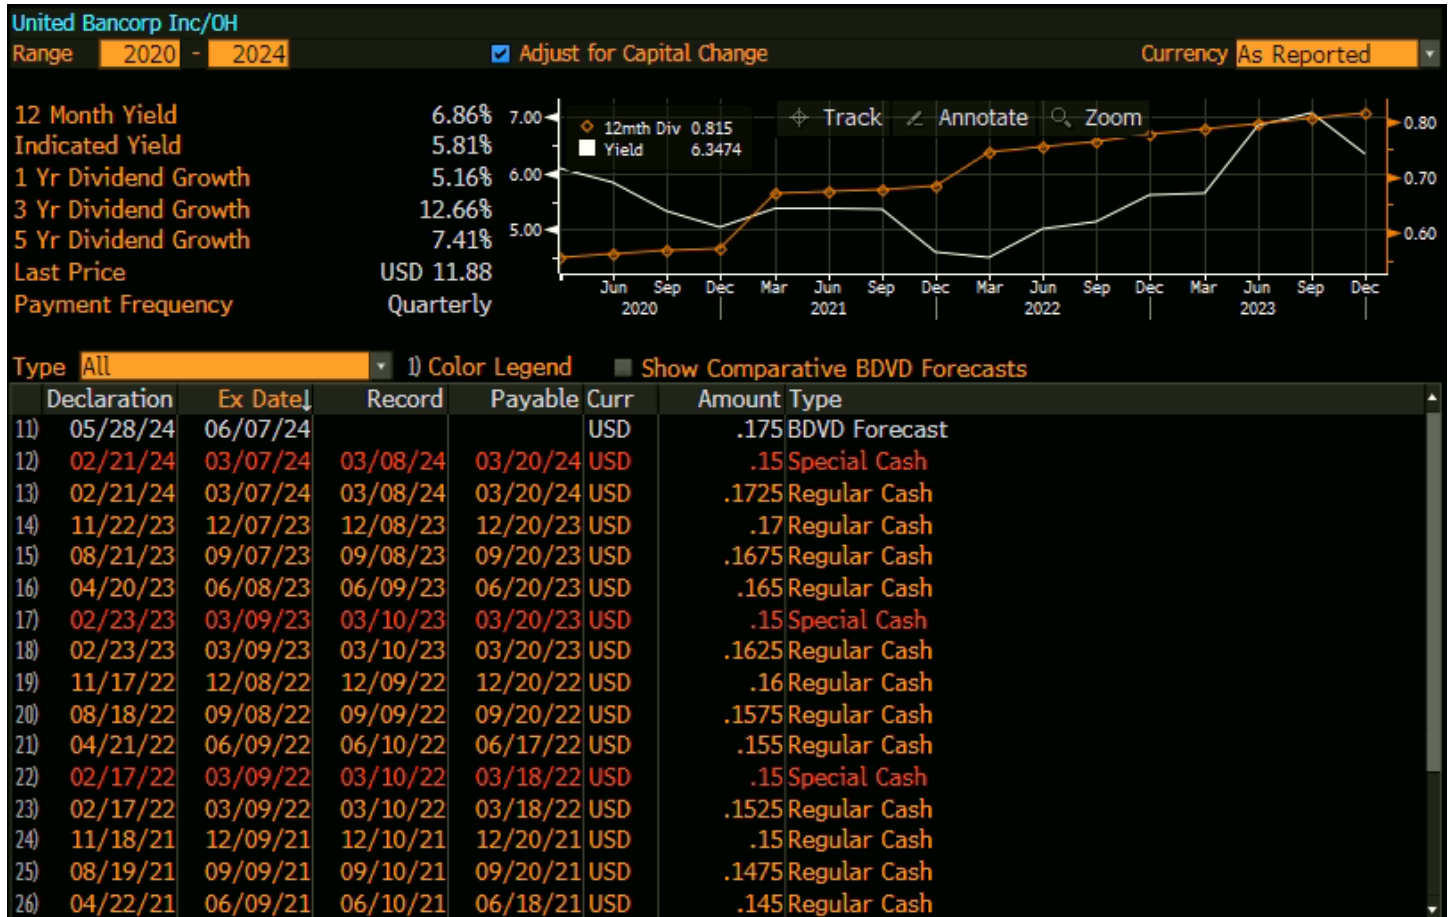 United Bancorp Inc/OH
Range 2020 - 2024 Adjust for Capital Change Currency As Reported
12 Month Yield 6.86%
Indicated Yield 5.81%
1 Yr Dividend Growth 5.16%
3 Yr Dividend Growth 12.66%
5 Yr Dividend Growth 7.41%
Last Price USD 11.88
Payment Frequency Quarterly
Track Annotate Zoom
12mth Div 0.815
Yield 6.3474
7.00
6.00
5.00
0.80
0.70
0.60
Jun Sep Dec Mar Jun Sep Dec Mar Jun Sep Dec Mar Jun Sep Dec
2020 2021 2022 2023
Type All 1) Color Legend Show Comparative BDVD Forecasts
Declaration Ex Date↓ Record Payable Curr Amount Type
11) 05/28/24 06/07/24 USD .175 BDVD Forecast
12) 02/21/24 03/07/24 03/08/24 03/20/24 USD .15 Special Cash
13) 02/21/24 03/07/24 03/08/24 03/20/24 USD .1725 Regular Cash
14) 11/22/23 12/07/23 12/08/23 12/20/23 USD .17 Regular Cash
15) 08/21/23 09/07/23 09/08/23 09/20/23 USD .1675 Regular Cash
16) 04/20/23 06/08/23 06/09/23 06/20/23 USD .165 Regular Cash
17) 02/23/23 03/09/23 03/10/23 03/20/23 USD .15 Special Cash
18) 02/23/23 03/09/23 03/10/23 03/20/23 USD .1625 Regular Cash
19) 11/17/22 12/08/22 12/09/22 12/20/22 USD .16 Regular Cash
20) 08/18/22 09/08/22 09/09/22 09/20/22 USD .1575 Regular Cash
21) 04/21/22 06/09/22 06/10/22 06/17/22 USD .155 Regular Cash
22) 02/17/22 03/09/22 03/10/22 03/18/22 USD .15 Special Cash
23) 02/17/22 03/09/22 03/10/22 03/18/22 USD .1525 Regular Cash
24) 11/18/21 12/09/21 12/10/21 12/20/21 USD .15 Regular Cash
25) 08/19/21 09/09/21 09/10/21 09/20/21 USD .1475 Regular Cash
26) 04/22/21 06/09/21 06/10/21 06/18/21 USD .145 Regular Cash